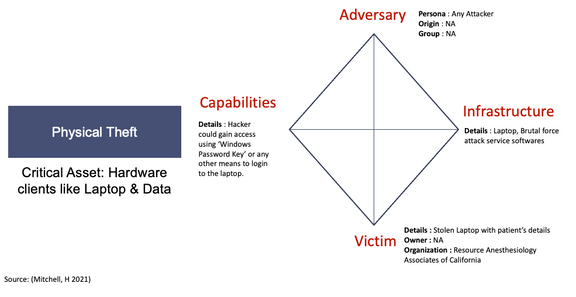 Adversary
Persona : Any Attacker
Origin : NA
Group : NA
Capabilities
Details : Hacker
could gain access
using ‘Windows
Password Key’ or any
other means to login
to the laptop.
Infrastructure
Details : Laptop, Brutal force
attack service softwares
Physical Theft
Critical Asset: Hardware
clients like Laptop & Data
Victim
Details : Stolen Laptop with patient’s details
Owner : NA
Organization : Resource Anesthesiology
Associates of California
Source: (Mitchell, H 2021)